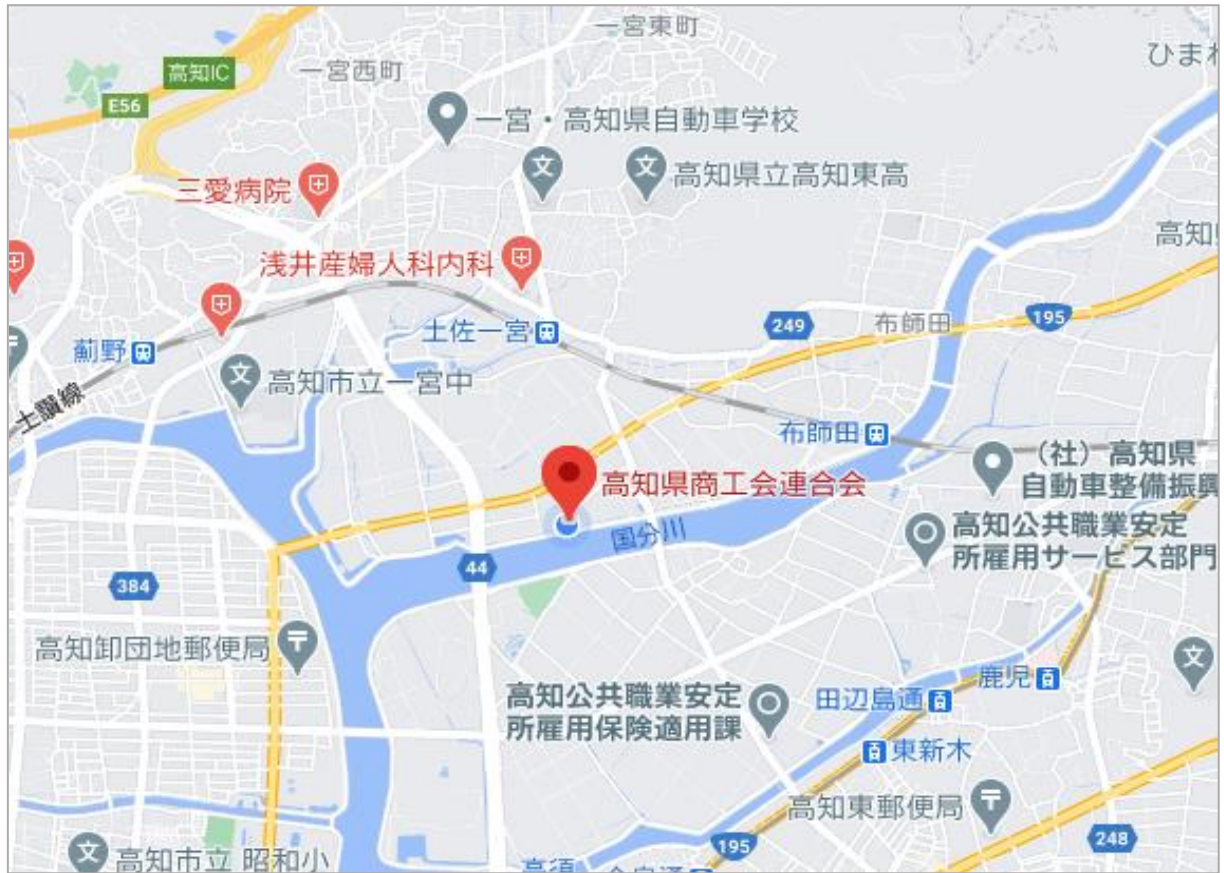 一宮東町
ひまわ
高知IC
一宮西町
E56
一宮・高知県自動車学校
三愛病院
高知県立高知東高
高知県
浅井産婦人科内科
土佐一宮
249
布師田
195
薊野
高知市立一宮中
土讃線
布師田
(社)高知県
自動車整備振興
高知県商工会連合会
国分川
高知公共職業安定
所雇用サービス部門
44
384
高知卸団地郵便局
鹿児
高知公共職業安定
所雇用保険適用課
田辺島通
東新木
高知東郵便局
195
248
高知市立 昭和小
高須